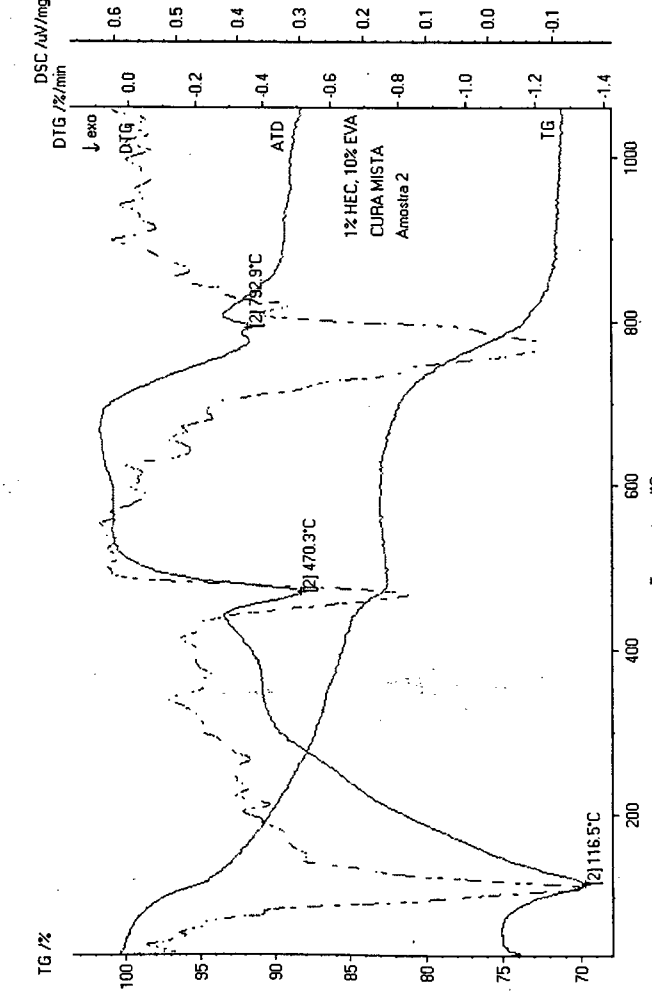 TG /%
DTG /%/min
DSC /uV/mg
↓ exo
DTG
ATD
1% HEC, 10% EVA
CURA MISTA
Amostra 2
TG
[2] 792.9°C
[2] 470.3°C
[2] 116.5°C
100
95
90
85
80
75
70
0.0
-0.2
-0.4
-0.6
-0.8
-1.0
-1.2
-1.4
0.6
0.5
0.4
0.3
0.2
0.1
0.0
-0.1
200
400
600
800
1000